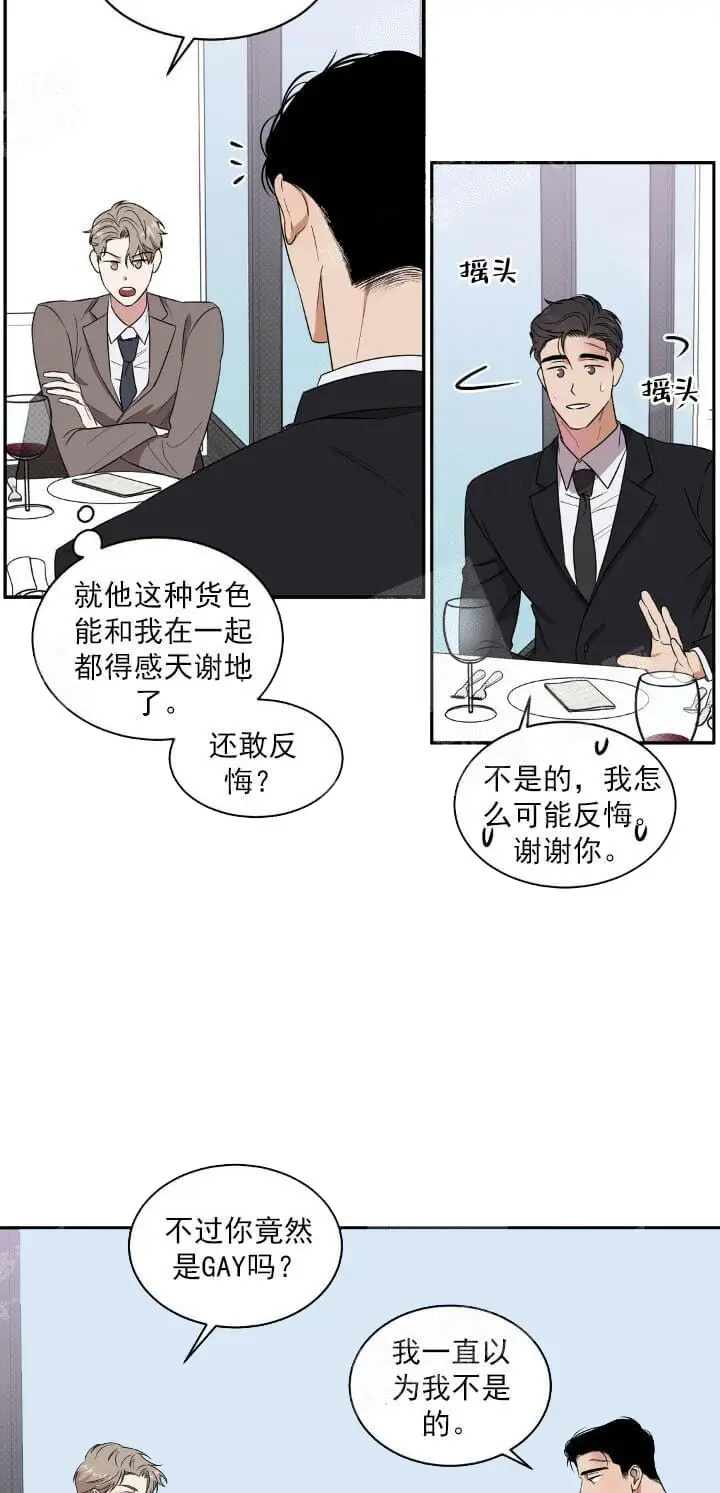 就他这种货色
能和我在一起
都得感天谢地
了。
还敢反
悔？
摇头
摇头
不是的，我怎
么可能反悔。
谢谢你。
不过你竟然
是GAY吗？
我一直以
为我不是
的。